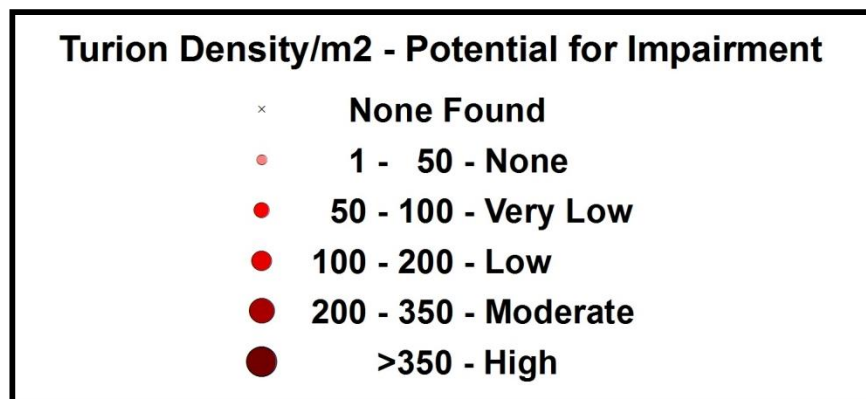 Turion Density/m2 - Potential for Impairment
None Found
1 - 50 - None
50 - 100 - Very Low
100 - 200 - Low
200 - 350 - Moderate
>350 - High